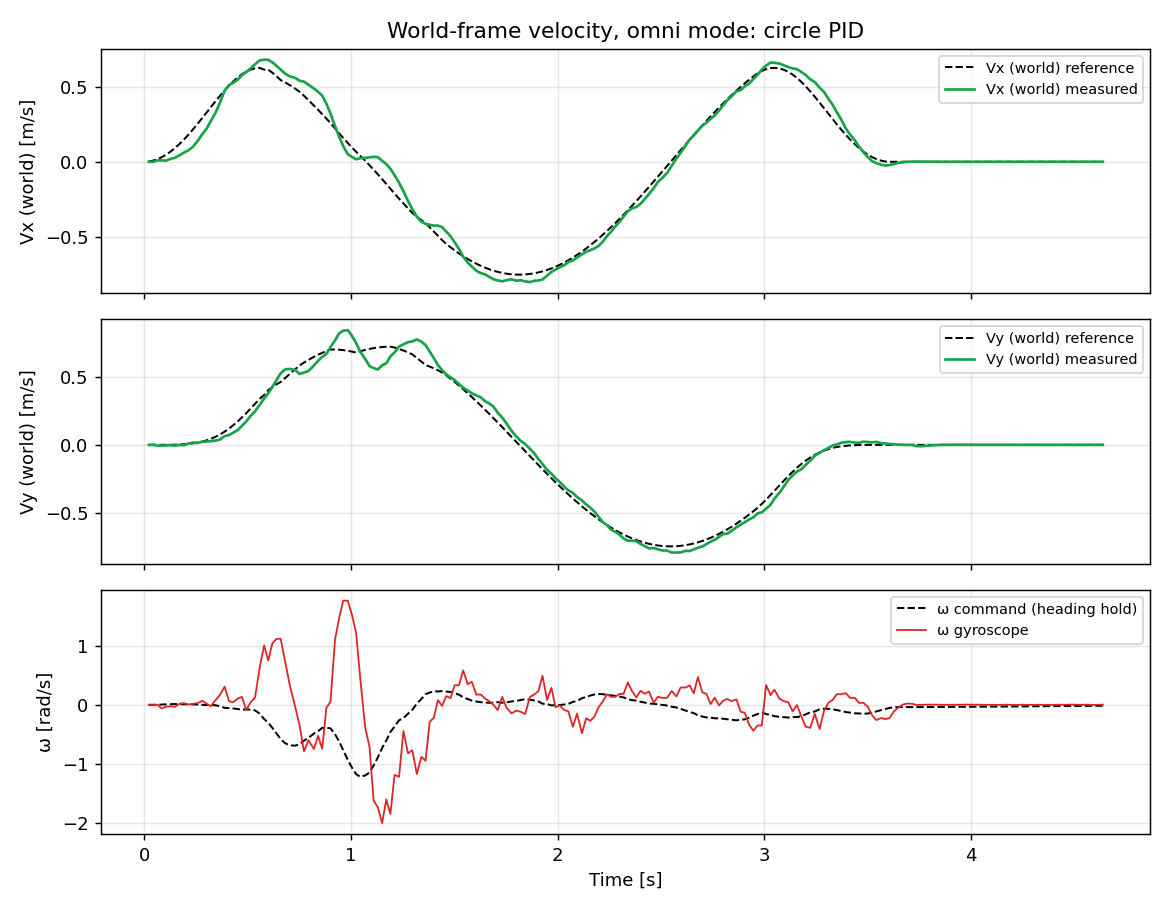 World-frame velocity, omni mode: circle PID
Vx (world) [m/s]
0.5
0.0
−0.5
Vx (world) reference
Vx (world) measured
Vy (world) [m/s]
0.5
0.0
−0.5
Vy (world) reference
Vy (world) measured
ω [rad/s]
1
0
−1
−2
ω command (heading hold)
ω gyroscope
0 1 2 3 4
Time [s]